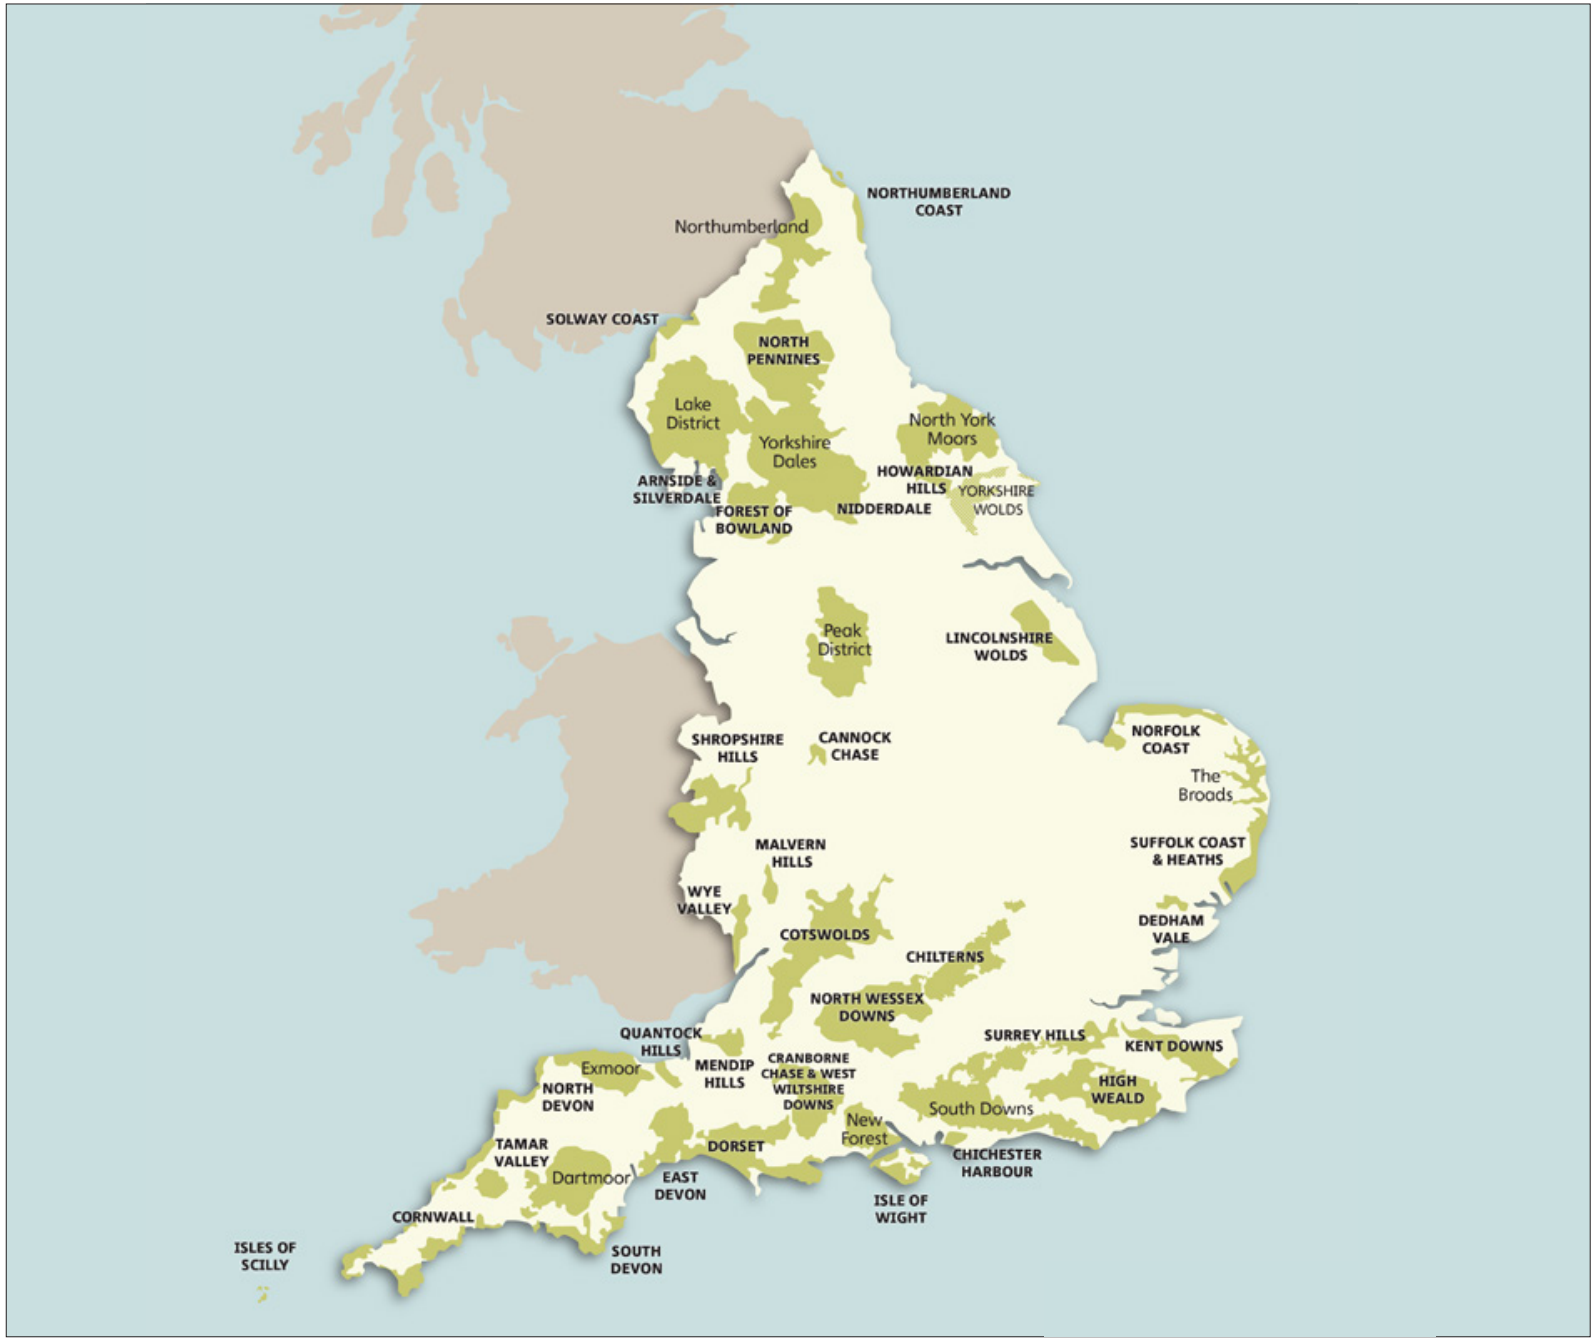 NORTHUMBERLAND
COAST
Northumberland
SOLWAY COAST
NORTH
PENNINES
Lake
District
North York
Moors
Yorkshire
Dales
HOWARDIAN
HILLS
ARNSIDE &
SILVERDALE
YORKSHIRE
WOLDS
FOREST OF
BOWLAND
NIDDERDALE
Peak
District
LINCOLNSHIRE
WOLDS
SHROPSHIRE
HILLS
CANNOCK
CHASE
NORFOLK
COAST
The
Broads
MALVERN
HILLS
SUFFOLK COAST
& HEATHS
WYE
VALLEY
COTSWOLDS
DEDHAM
VALE
CHILTERNS
NORTH WESSEX
DOWNS
QUANTOCK
HILLS
SURREY HILLS
KENT DOWNS
Exmoor
MENDIP
HILLS
CRANBORNE
CHASE & WEST
WILTSHIRE
DOWNS
NORTH
DEVON
HIGH
WEALD
South Downs
New
Forest
TAMAR
VALLEY
DORSET
CHICHESTER
HARBOUR
Dartmoor
EAST
DEVON
ISLE OF
WIGHT
CORNWALL
ISLES OF
SCILLY
SOUTH
DEVON